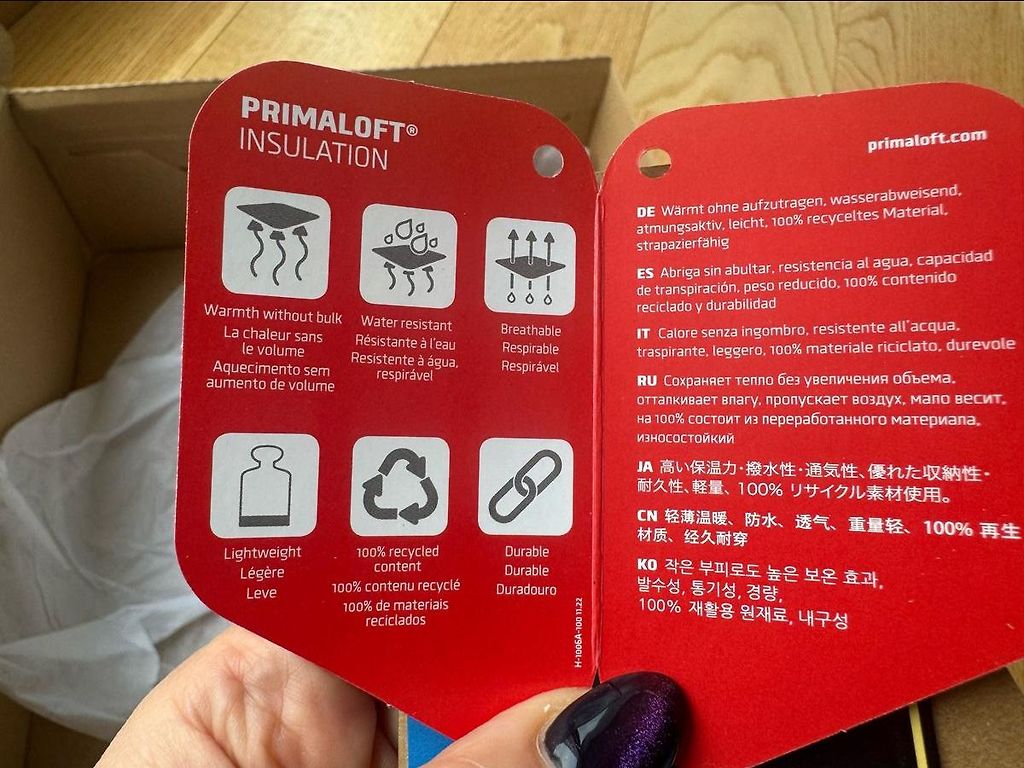 PRIMALOFT®
INSULATION
Warmth without bulk
La chaleur sans
le volume
Aquecimento sem
aumento de volume
Water resistant
Résistante à l'eau
Resistente à água,
respirável
Breathable
Respirable
Respirável
Lightweight
Légère
Leve
100% recycled
content
100% contenu recyclé
100% de materiais
reciclados
Durable
Durable
Duradouro
H-1006A-100 11.22
primaloft.com
DE Wärmt ohne aufzutragen, wasserabweisend,
atmungsaktiv, leicht, 100% recyceltes Material,
strapazierfähig
ES Abriga sin abultar, resistencia al agua, capacidad
de transpiración, peso reducido, 100% contenido
reciclado y durabilidad
IT Calore senza ingombro, resistente all'acqua,
traspirante, leggero, 100% materiale riciclato, durevole
RU Сохраняет тепло без увеличения объема,
отталкивает влагу, пропускает воздух, мало весит,
на 100% состоит из переработанного материала,
износостойкий
JA 高い保温力・撥水性・通気性、優れた収納性・
耐久性、軽量、100% リサイクル素材使用。
CN 轻薄温暖、防水、透气、重量轻、100% 再生
材质、经久耐穿
KO 작은 부피로도 높은 보온 효과,
발수성, 통기성, 경량,
100% 재활용 원재료, 내구성